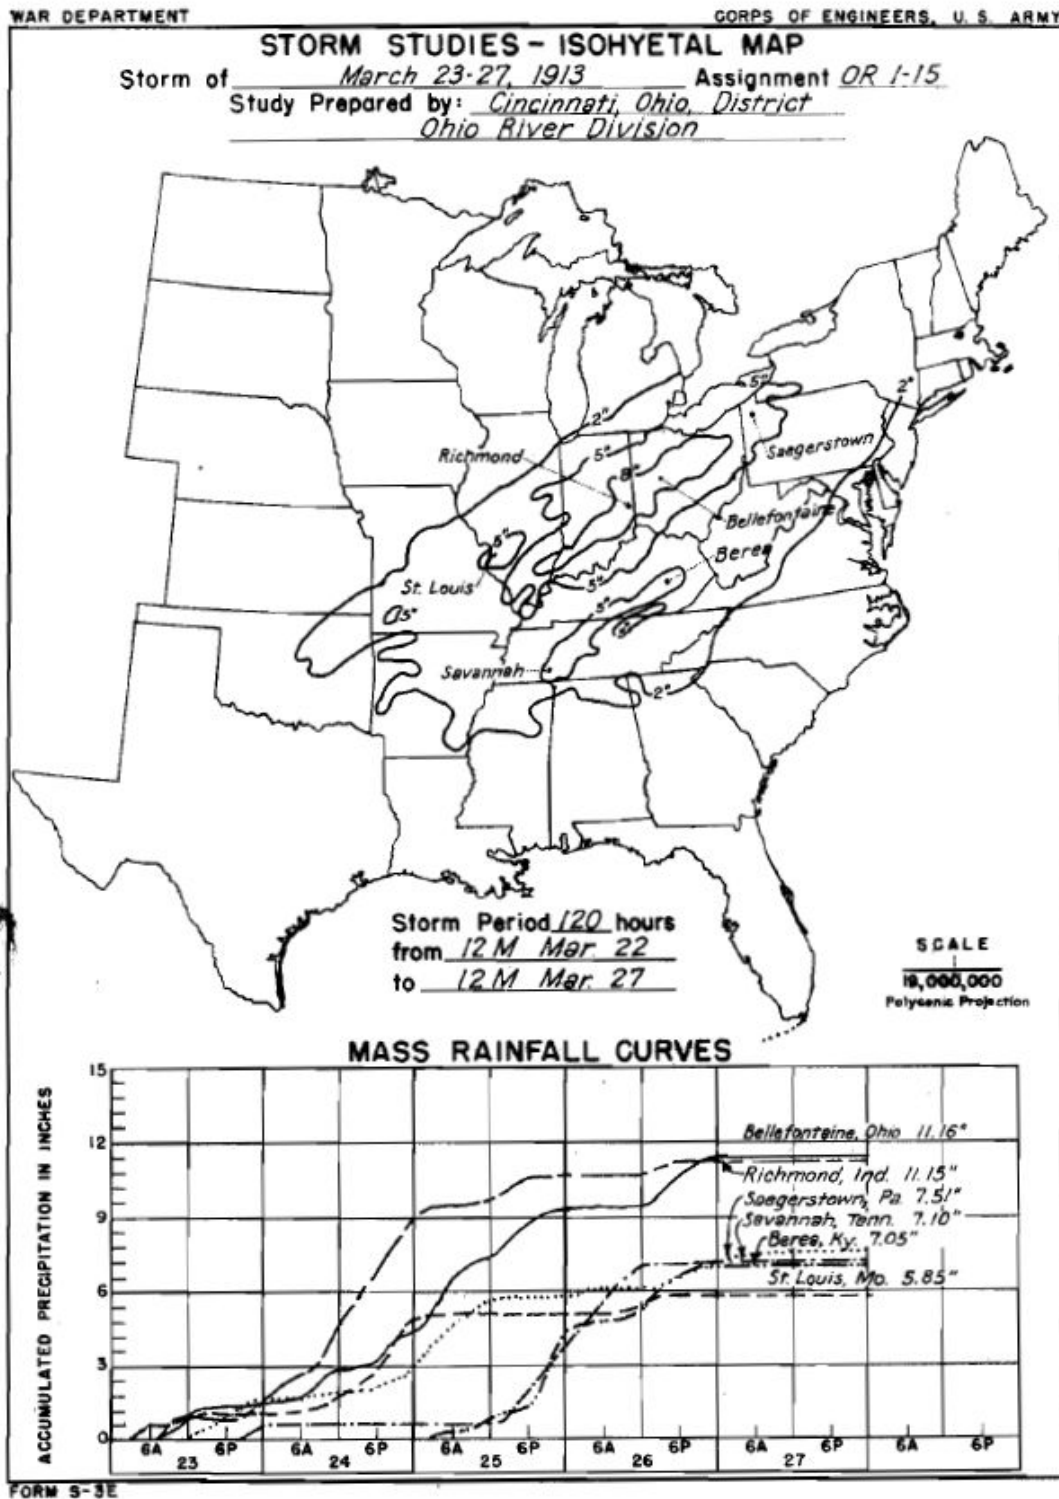 WAR DEPARTMENT
CORPS OF ENGINEERS, U. S. ARMY
STORM STUDIES - ISOHYETAL MAP
Storm of March 23-27, 1913 Assignment OR 1-15
Study Prepared by: Cincinnati, Ohio, District
Ohio River Division
5"
2"
2"
Saegerstown
Richmond
5"
8"
Bellefontaine
5"
Berea
St. Louis
5"
5"
5"
Savannah
2"
Storm Period 120 hours
from 12 M Mar. 22
to 12 M Mar. 27
SCALE
1
19,000,000
Polyconic Projection
MASS RAINFALL CURVES
ACCUMULATED PRECIPITATION IN INCHES
15
12
9
6
3
0
Bellefontaine, Ohio 11.16"
Richmond, Ind. 11.15"
Saegerstown, Pa. 7.51"
Savannah, Tenn. 7.10"
Berea, Ky. 7.05"
St. Louis, Mo. 5.85"
6A 6P 6A 6P 6A 6P 6A 6P 6A 6P 6A 6P
23 24 25 26 27
FORM S-3E